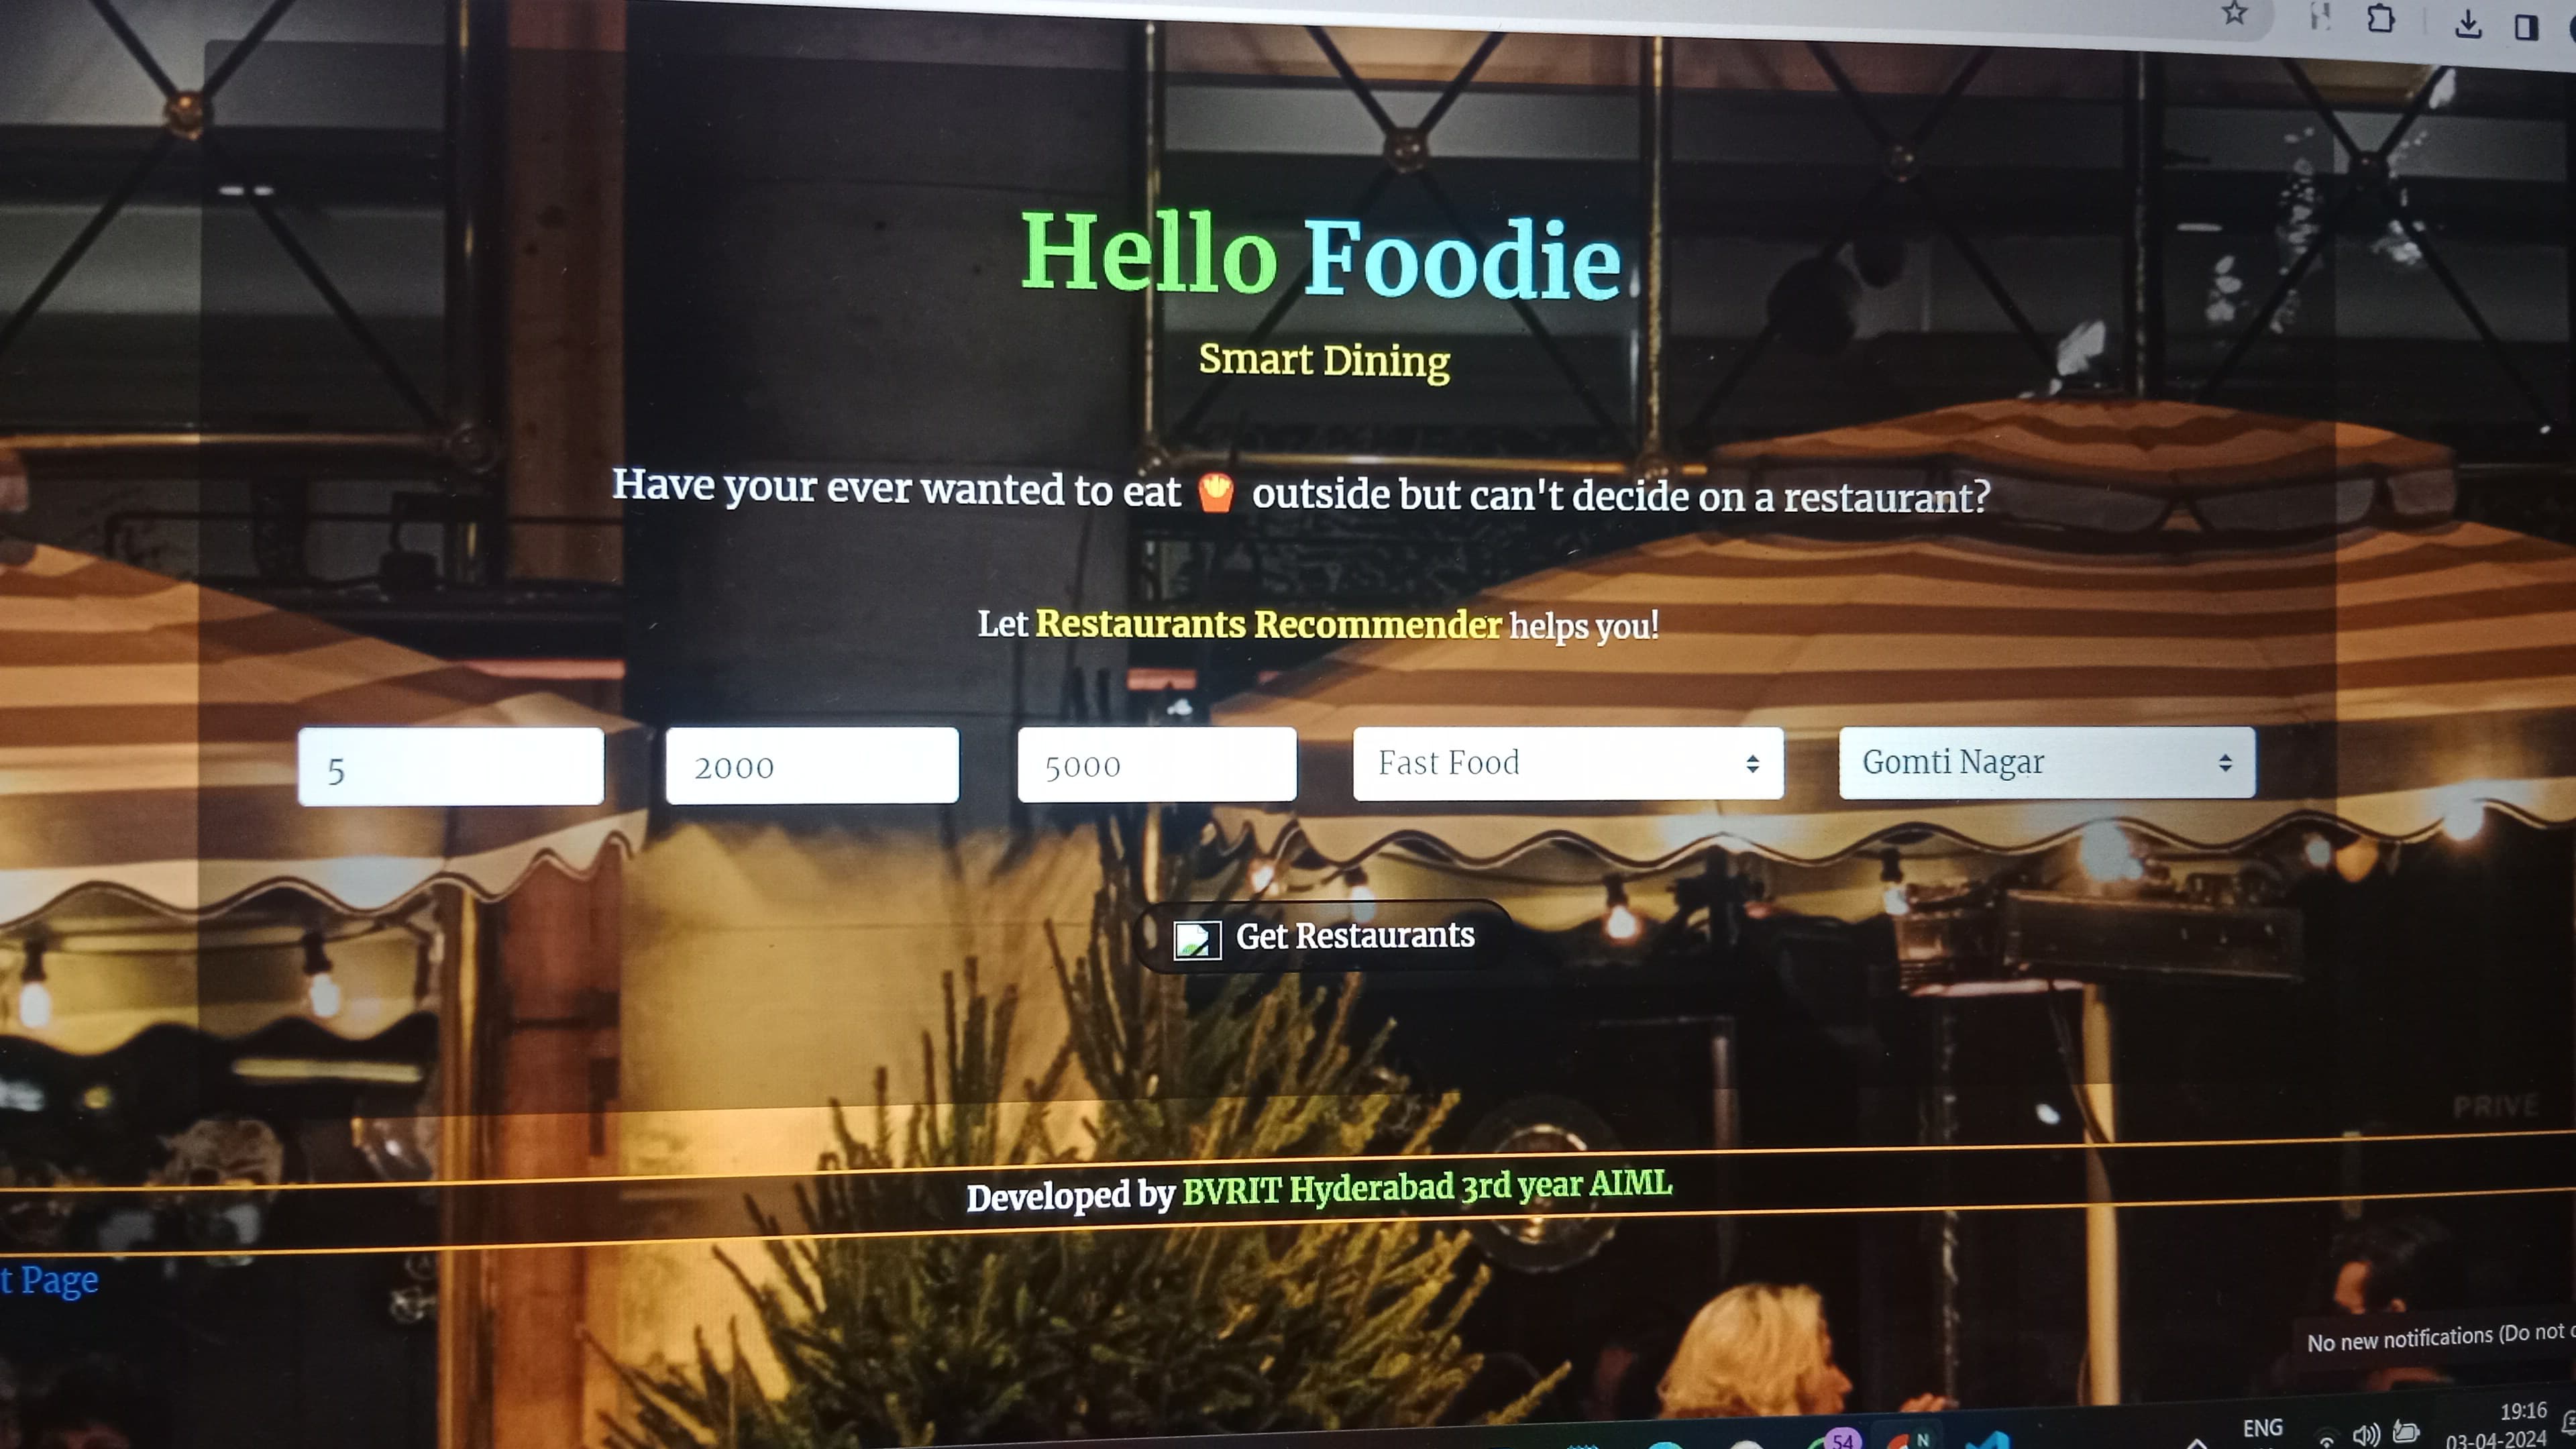 Hello Foodie
Smart Dining
Have your ever wanted to eat 🍟 outside but can't decide on a restaurant?
Let Restaurants Recommender helps you!
5 2000 5000 Fast Food Gomti Nagar
Get Restaurants
PRIVE
Developed by BVRIT Hyderabad 3rd year AIML
t Page
No new notifications (Do not
54 N ENG 19:16
03-04-2024